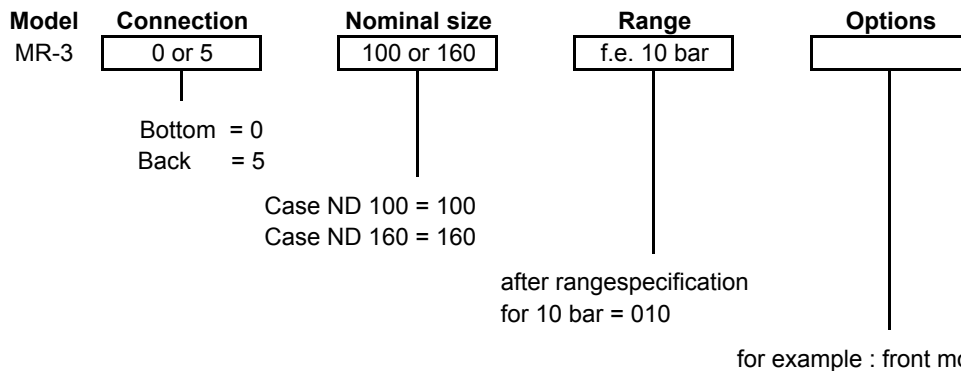 Model Connection Nominal size Range Options
MR-3 0 or 5 100 or 160 f.e. 10 bar
Bottom = 0
Back = 5
Case ND 100 = 100
Case ND 160 = 160
after rangespecification
for 10 bar = 010
for example : front